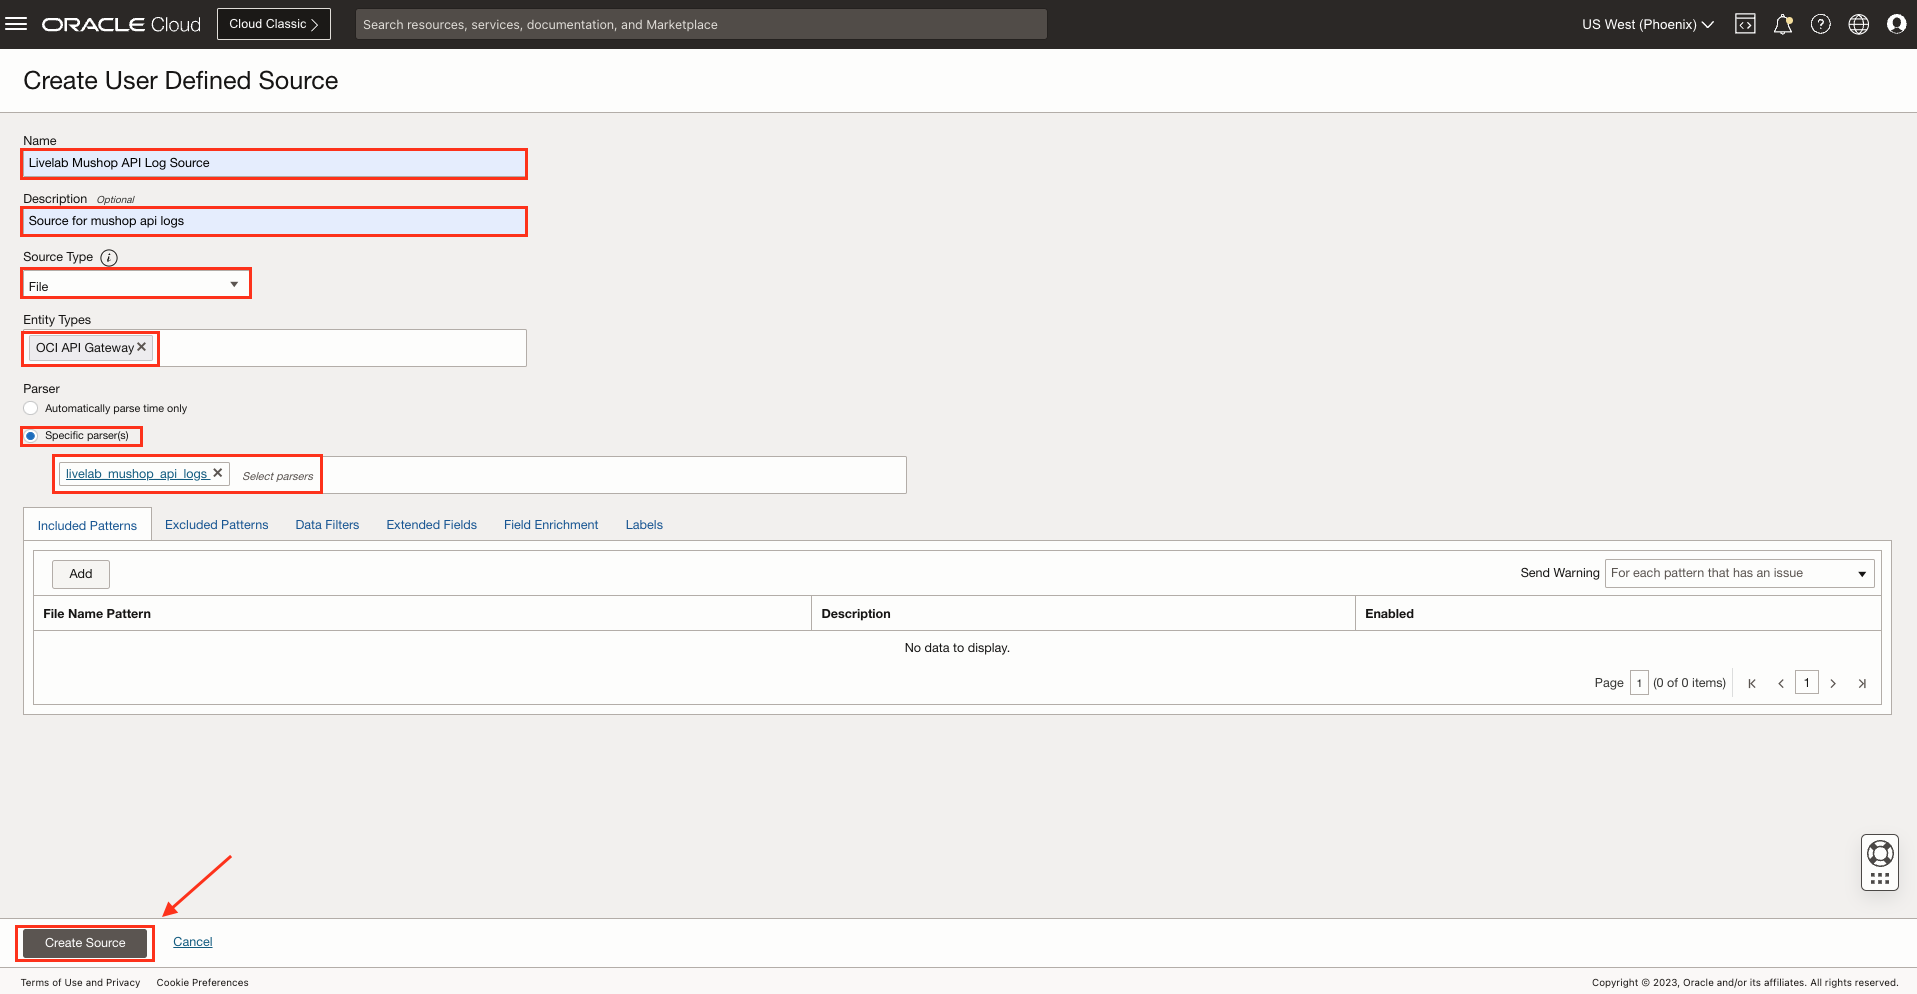 ORACLE Cloud
Cloud Classic
Search resources, services, documentation, and Marketplace
US West (Phoenix)
Create User Defined Source
Name
Livelab Mushop API Log Source
Description Optional
Source for mushop api logs
Source Type i
File
Entity Types
OCI API Gateway
Parser
Automatically parse time only
Specific parser(s)
livelab_mushop_api_logs Select parsers
Included Patterns Excluded Patterns Data Filters Extended Fields Field Enrichment Labels
Add Send Warning For each pattern that has an issue
File Name Pattern Description Enabled
No data to display.
Page 1 (0 of 0 items) 1
Create Source Cancel
Terms of Use and Privacy Cookie Preferences Copyright © 2023, Oracle and/or its affiliates. All rights reserved.